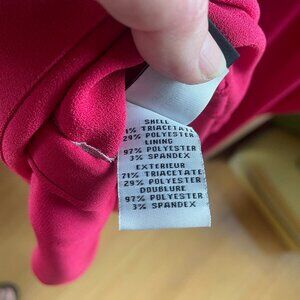 SHELL
1% TRIACETATE
29% POLYESTER
LINING
97% POLYESTER
3% SPANDEX
EXTERIEUR
71% TRIACETATE
29% POLYESTER
DOUBLURE
97% POLYESTER
3% SPANDEX